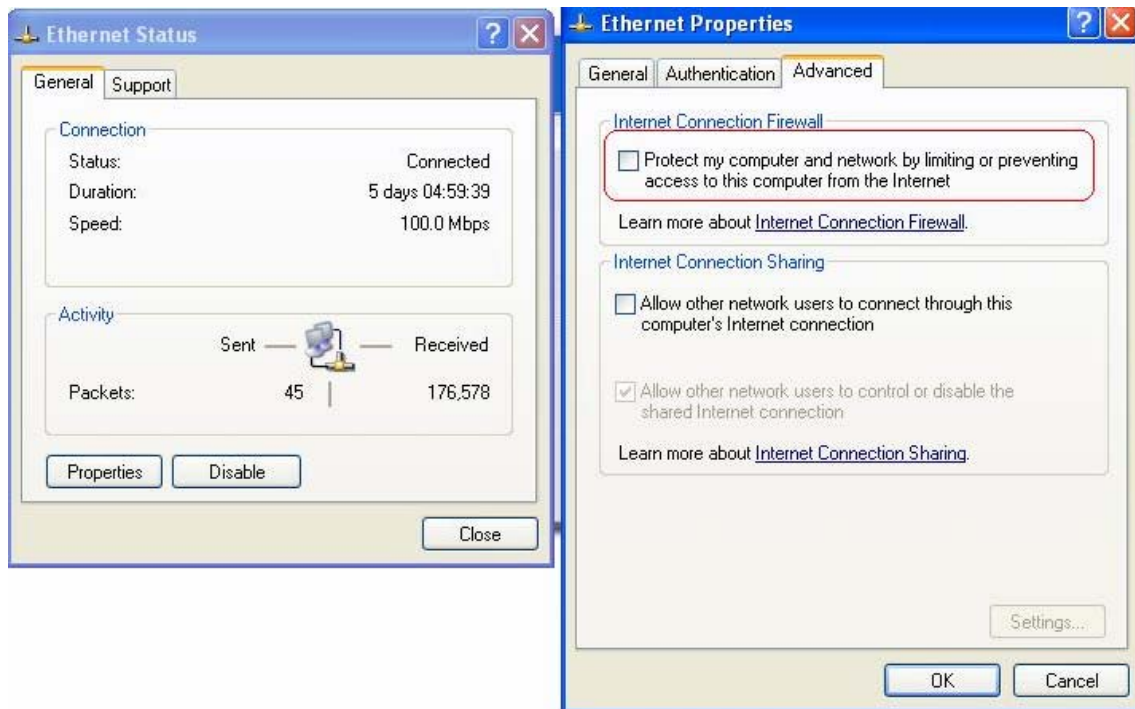 Ethernet Status
General Support
Connection
Status: Connected
Duration: 5 days 04:59:39
Speed: 100.0 Mbps
Activity
Sent Received
Packets: 45 176,578
Properties Disable
Close
Ethernet Properties
General Authentication Advanced
Internet Connection Firewall
Protect my computer and network by limiting or preventing
access to this computer from the Internet
Learn more about Internet Connection Firewall.
Internet Connection Sharing
Allow other network users to connect through this
computer's Internet connection
Allow other network users to control or disable the
shared Internet connection
Learn more about Internet Connection Sharing.
Settings...
OK Cancel